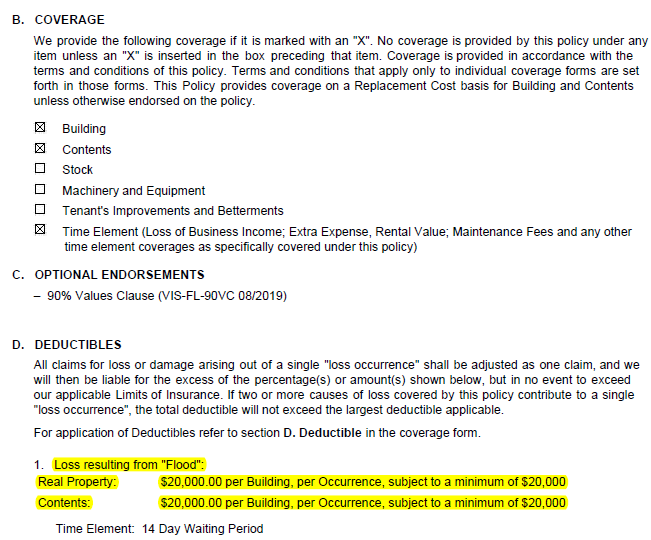 B. COVERAGE
We provide the following coverage if it is marked with an "X". No coverage is provided by this policy under any
item unless an "X" is inserted in the box preceding that item. Coverage is provided in accordance with the
terms and conditions of this policy. Terms and conditions that apply only to individual coverage forms are set
forth in those forms. This Policy provides coverage on a Replacement Cost basis for Building and Contents
unless otherwise endorsed on the policy.
☒ Building
☒ Contents
☐ Stock
☐ Machinery and Equipment
☐ Tenant's Improvements and Betterments
☒ Time Element (Loss of Business Income; Extra Expense, Rental Value; Maintenance Fees and any other
time element coverages as specifically covered under this policy)
C. OPTIONAL ENDORSEMENTS
– 90% Values Clause (VIS-FL-90VC 08/2019)
D. DEDUCTIBLES
All claims for loss or damage arising out of a single "loss occurrence" shall be adjusted as one claim, and we
will then be liable for the excess of the percentage(s) or amount(s) shown below, but in no event to exceed
our applicable Limits of Insurance. If two or more causes of loss covered by this policy contribute to a single
"loss occurrence", the total deductible will not exceed the largest deductible applicable.
For application of Deductibles refer to section D. Deductible in the coverage form.
1. Loss resulting from "Flood":
Real Property: $20,000.00 per Building, per Occurrence, subject to a minimum of $20,000
Contents: $20,000.00 per Building, per Occurrence, subject to a minimum of $20,000
Time Element: 14 Day Waiting Period